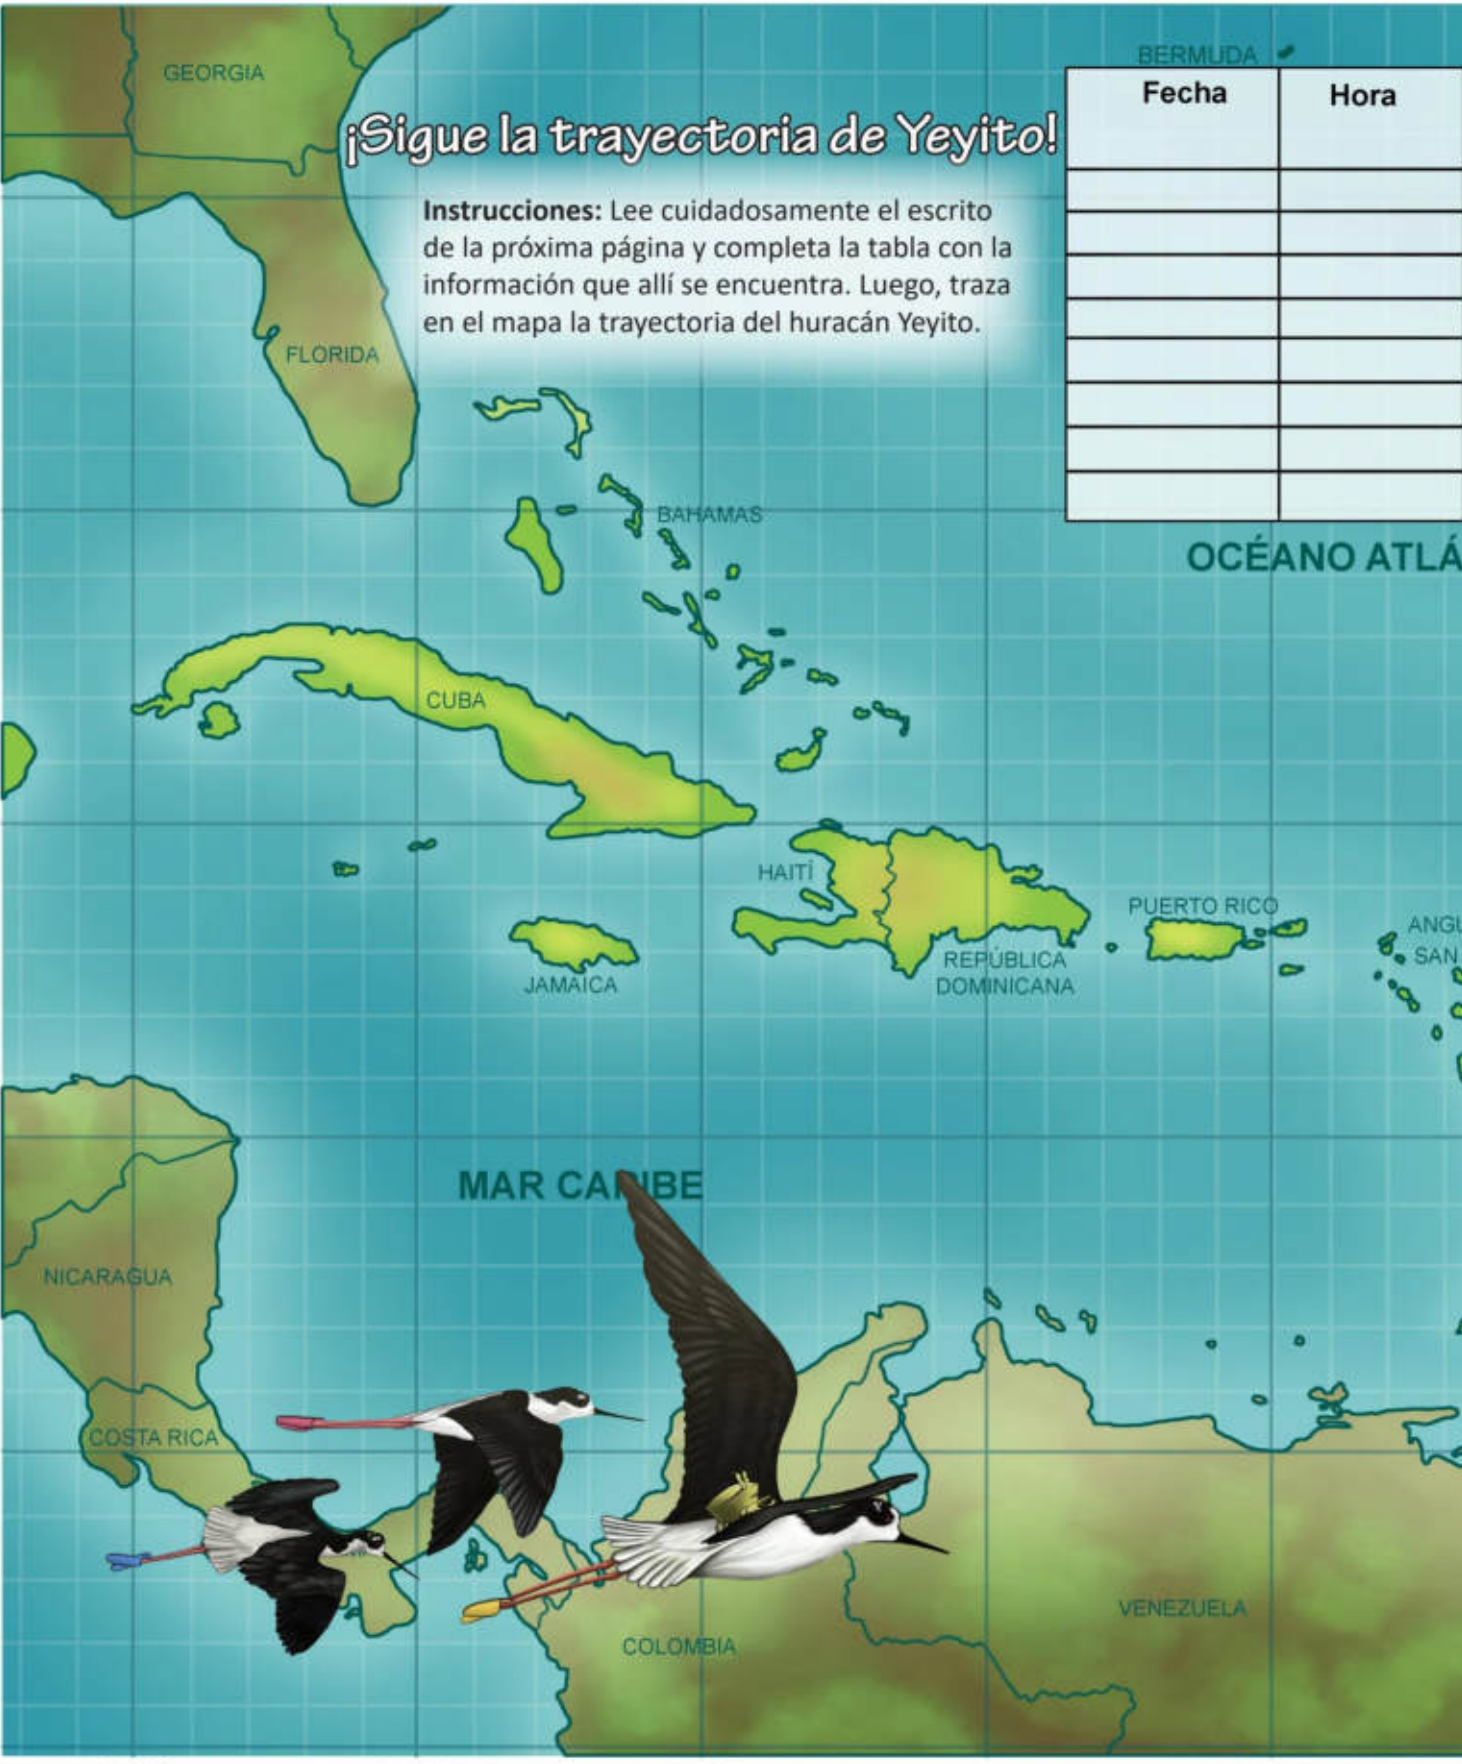 GEORGIA
BERMUDA
Fecha Hora
¡Sigue la trayectoria de Yeyito!
Instrucciones: Lee cuidadosamente el escrito
de la próxima página y completa la tabla con la
información que allí se encuentra. Luego, traza
en el mapa la trayectoria del huracán Yeyito.
FLORIDA
BAHAMAS
OCÉANO ATLÁ
CUBA
HAITÍ
PUERTO RICO
ANGU
SAN
REPÚBLICA
DOMINICANA
JAMAICA
MAR CARIBE
NICARAGUA
COSTA RICA
VENEZUELA
COLOMBIA